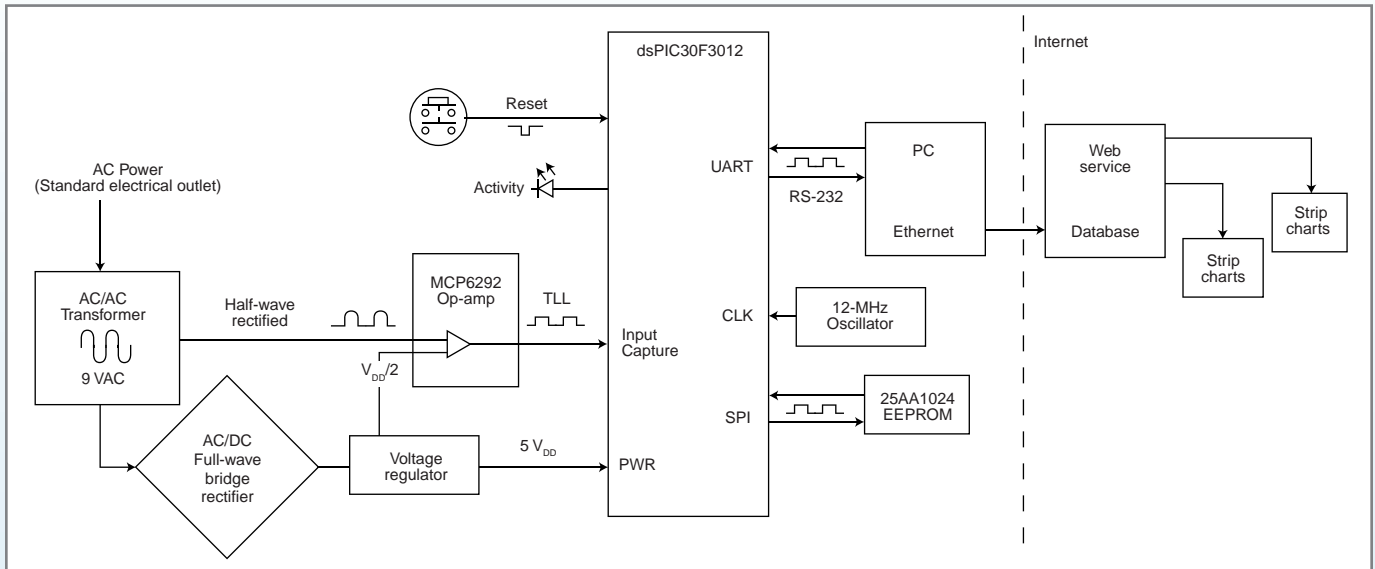 dsPIC30F3012
Internet
Reset
Activity
AC Power
(Standard electrical outlet)
UART
RS-232
PC
Ethernet
Web
service
Database
Strip
charts
Strip
charts
AC/AC
Transformer
9 VAC
Half-wave
rectified
MCP6292
Op-amp
TLL
V_DD/2
Input
Capture
CLK
12-MHz
Oscillator
SPI
25AA1024
EEPROM
AC/DC
Full-wave
bridge
rectifier
Voltage
regulator
5 V_DD
PWR